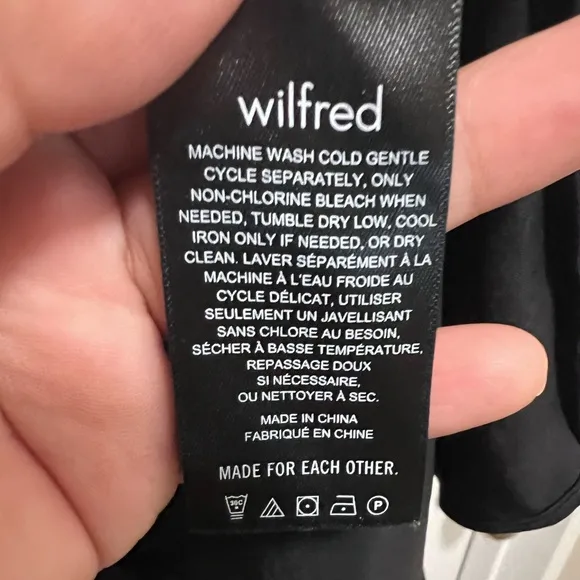 wilfred
MACHINE WASH COLD GENTLE
CYCLE SEPARATELY, ONLY
NON-CHLORINE BLEACH WHEN
NEEDED, TUMBLE DRY LOW, COOL
IRON ONLY IF NEEDED, OR DRY
CLEAN. LAVER SÉPARÉMENT À LA
MACHINE À L'EAU FROIDE AU
CYCLE DÉLICAT, UTILISER
SEULEMENT UN JAVELLISANT
SANS CHLORE AU BESOIN,
SÉCHER À BASSE TEMPÉRATURE,
REPASSAGE DOUX
SI NÉCESSAIRE,
OU NETTOYER À SEC.
MADE IN CHINA
FABRIQUÉ EN CHINE
MADE FOR EACH OTHER.
30C P